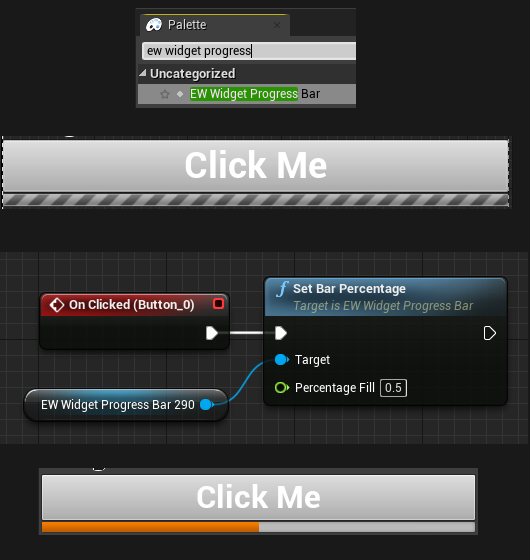 Palette
ew widget progress
Uncategorized
EW Widget Progress Bar
Click Me
On Clicked (Button_0)
Set Bar Percentage
Target is EW Widget Progress Bar
Target
EW Widget Progress Bar 290
Percentage Fill 0.5
Click Me